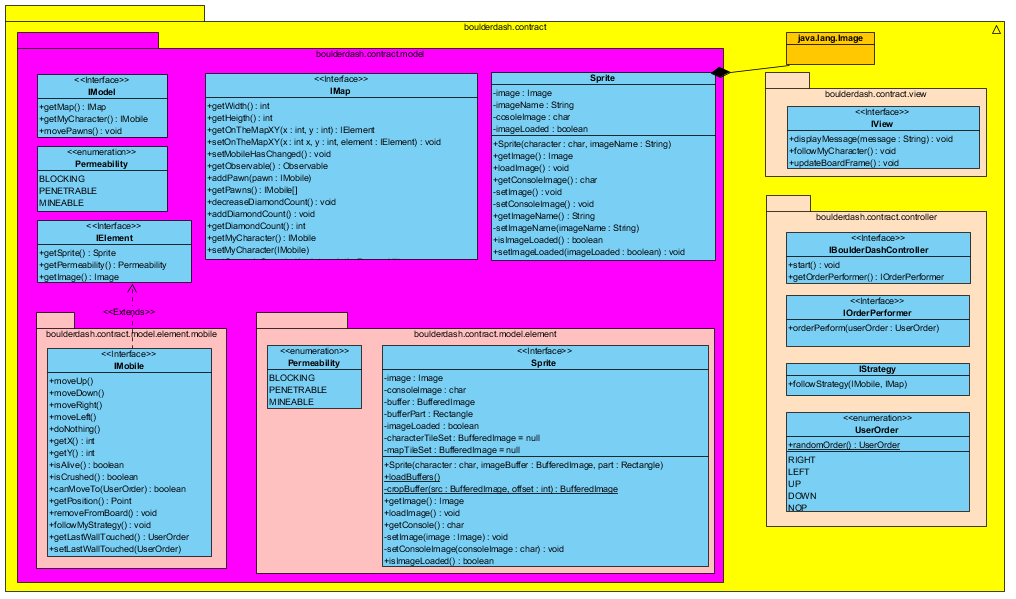 boulderdash.contract
boulderdash.contract.model
<<Interface>>
IModel
+getMap() : IMap
+getMyCharacter() : IMobile
+movePawns() : void
<<enumeration>>
Permeability
BLOCKING
PENETRABLE
MINEABLE
<<Interface>>
IElement
+getSprite() : Sprite
+getPermeability() : Permeability
+getImage() : Image
<<Interface>>
IMap
+getWidth() : int
+getHeigth() : int
+getOnTheMapXY(x : int, y : int) : IElement
+setOnTheMapXY(x : int x, y : int, element : IElement) : void
+setMobileHasChanged() : void
+getObservable() : Observable
+addPawn(pawn : IMobile)
+getPawns() : IMobile[]
+decreaseDiamondCount() : void
+addDiamondCount() : void
+getDiamondCount() : int
+getMyCharacter() : IMobile
+setMyCharacter(IMobile)
Sprite
-image : Image
-imageName : String
-cosoleImage : char
-imageLoaded : boolean
+Sprite(character : char, imageName : String)
+getImage() : Image
+loadImage() : void
+getConsoleImage() : char
-setImage() : void
-setConsoleImage() : void
+getImageName() : String
-setImageName(imageName : String)
+isImageLoaded() : boolean
-setImageLoaded(imageLoaded : boolean) : void
java.lang.Image
boulderdash.contract.view
<<Interface>>
IView
+displayMessage(message : String) : void
+followMyCharacter() : void
+updateBoardFrame() : void
boulderdash.contract.controller
<<Interface>>
IBoulderDashController
+start() : void
+getOrderPerformer() : IOrderPerformer
<<Interface>>
IOrderPerformer
+orderPerform(userOrder : UserOrder)
IStrategy
+followStrategy(IMobile, IMap)
<<enumeration>>
UserOrder
+randomOrder() : UserOrder
RIGHT
LEFT
UP
DOWN
NOP
<<Extends>>
boulderdash.contract.model.element.mobile
<<Interface>>
IMobile
+moveUp()
+moveDown()
+moveRight()
+moveLeft()
+doNothing()
+getX() : int
+getY() : int
+isAlive() : boolean
+isCrushed() : boolean
+canMoveTo(UserOrder) : boolean
+getPosition() : Point
+removeFromBoard() : void
+followMyStrategy() : void
+getLastWallTouched() : UserOrder
+setLastWallTouched(UserOrder)
boulderdash.contract.model.element
<<enumeration>>
Permeability
BLOCKING
PENETRABLE
MINEABLE
<<Interface>>
Sprite
-image : Image
-consoleImage : char
-buffer : BufferedImage
-bufferPart : Rectangle
-imageLoaded : boolean
-characterTileSet : BufferedImage = null
-mapTileSet : BufferedImage = null
+Sprite(character : char, imageBuffer : BufferedImage, part : Rectangle)
+loadBuffers()
-cropBuffer(src : BufferedImage, offset : int) : BufferedImage
+getImage() : Image
+loadImage() : void
+getConsole() : char
-setImage(image : Image) : void
-setConsoleImage(consoleImage : char) : void
+isImageLoaded() : boolean